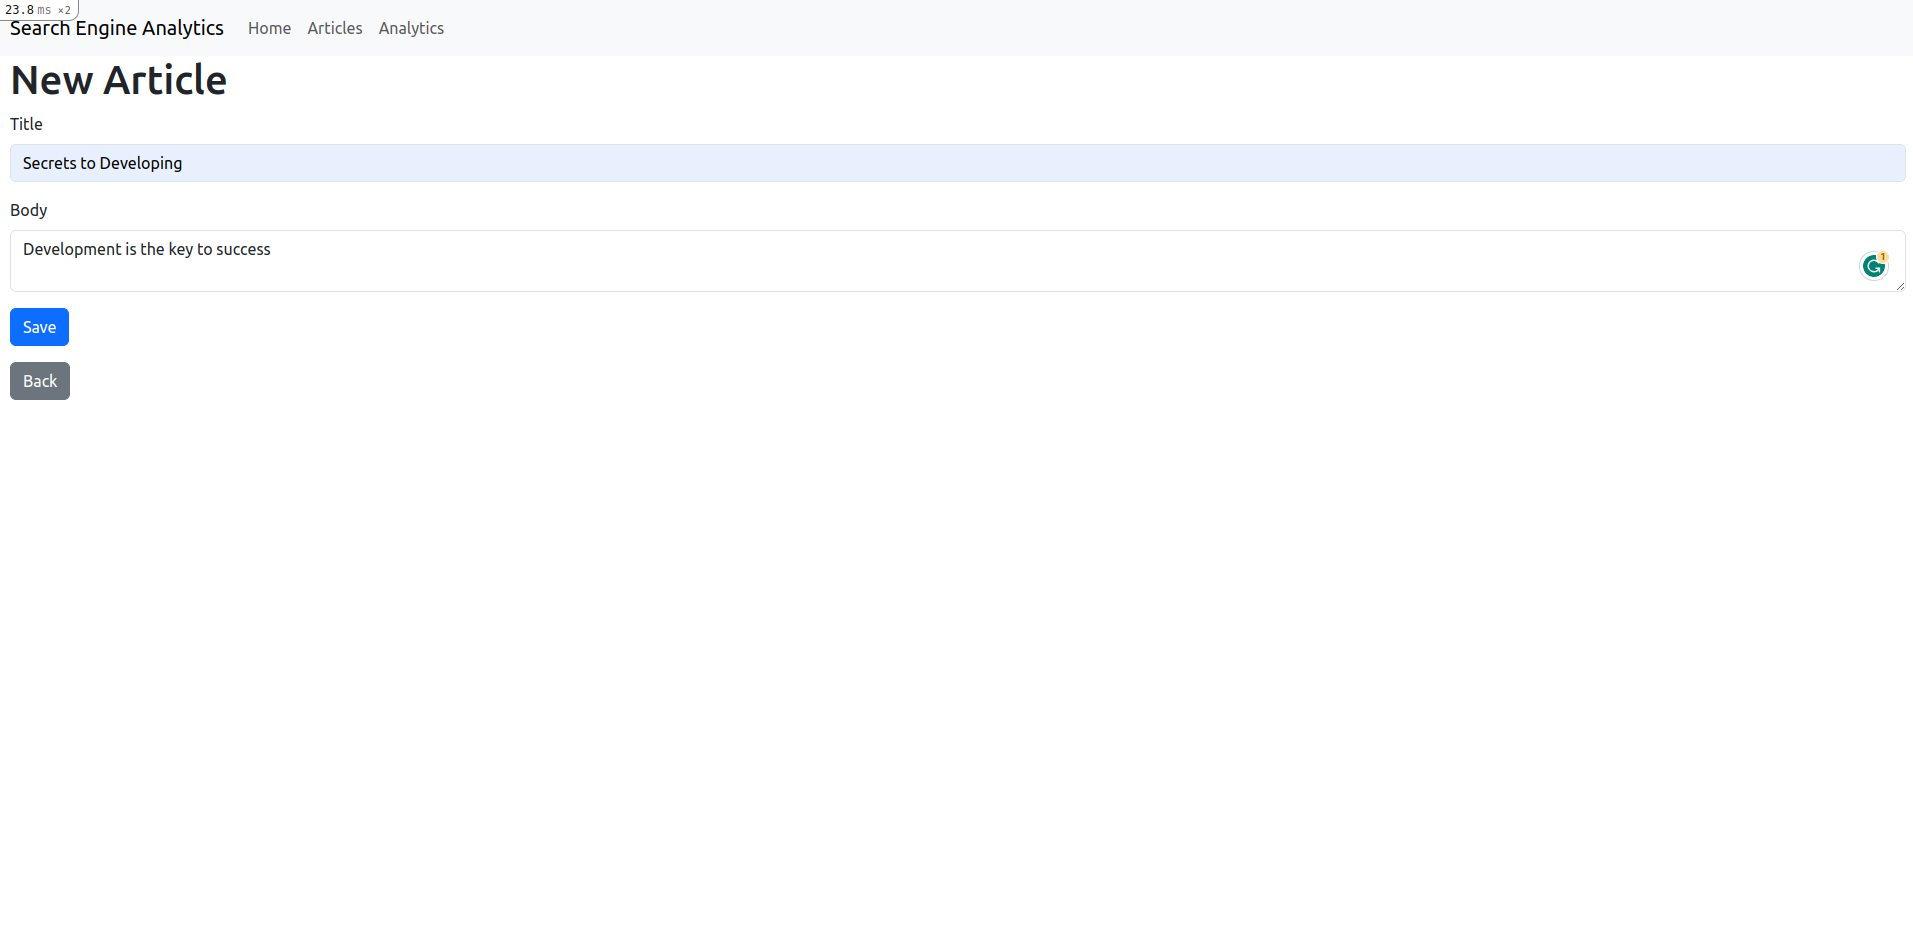 23.8 ms ×2
Search Engine Analytics Home Articles Analytics
New Article
Title
Secrets to Developing
Body
Development is the key to success
1
Save
Back